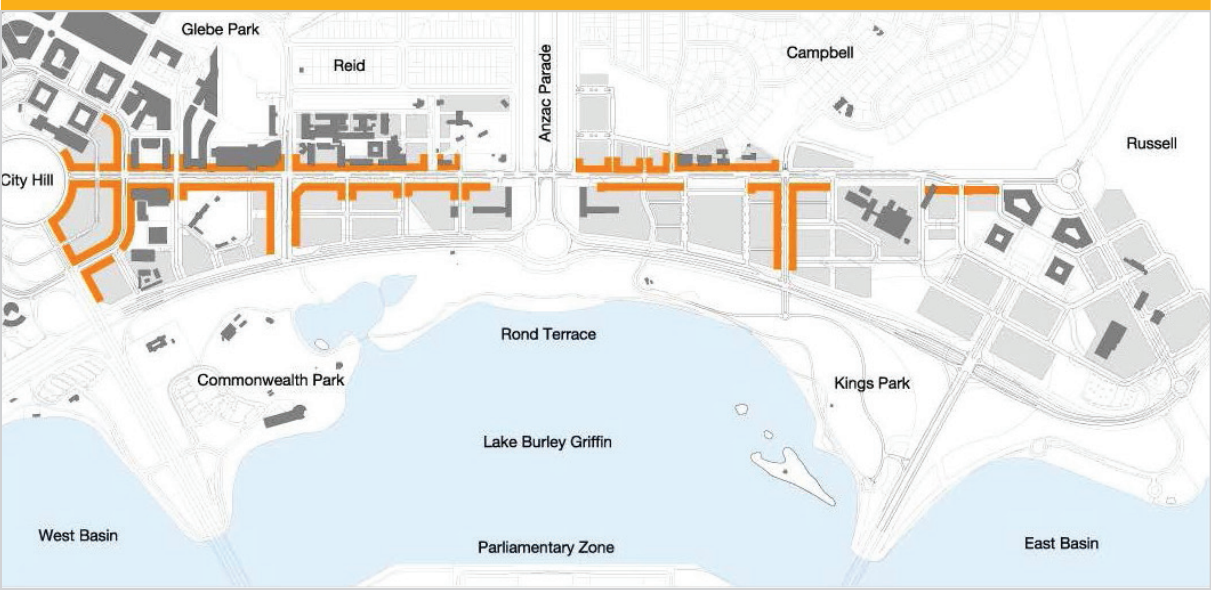 Glebe Park
Reid
Anzac Parade
Campbell
Russell
City Hill
Rond Terrace
Commonwealth Park
Kings Park
Lake Burley Griffin
West Basin
Parliamentary Zone
East Basin